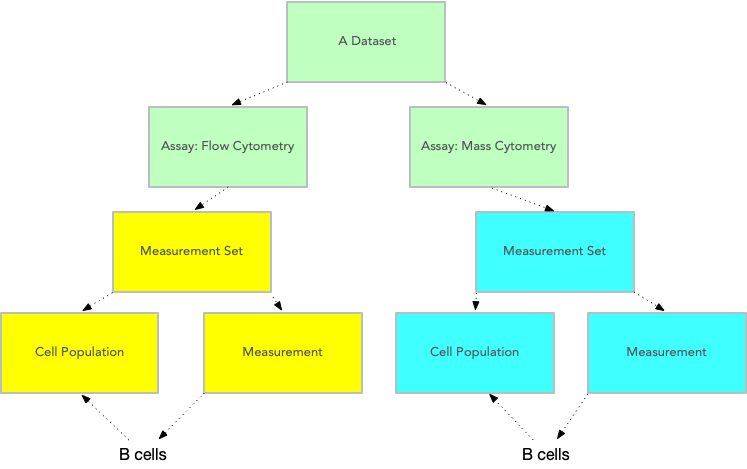 A Dataset
Assay: Flow Cytometry
Assay: Mass Cytometry
Measurement Set
Measurement Set
Cell Population
Measurement
Cell Population
Measurement
B cells
B cells